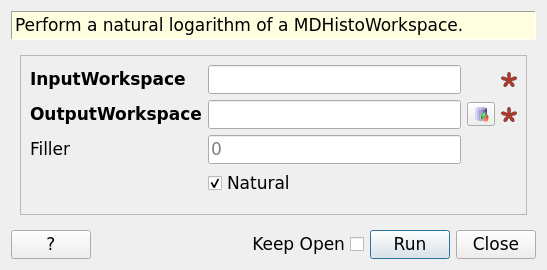 Perform a natural logarithm of a MDHistoWorkspace.
InputWorkspace
OutputWorkspace
Filler 0
Natural
? Keep Open Run Close